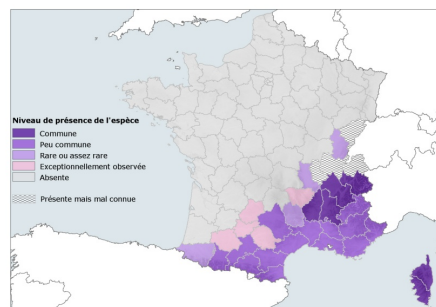 Niveau de présence de l'espèce
Commune
Peu commune
Rare ou assez rare
Exceptionnellement observée
Absente
Présente mais mal connue